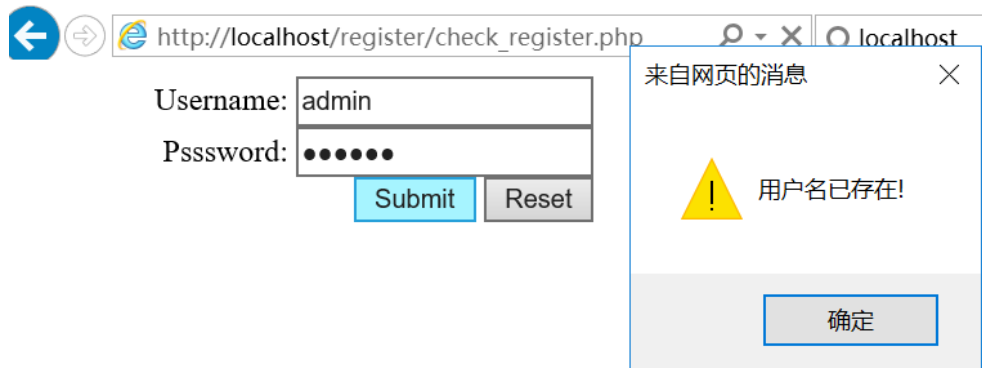 http://localhost/register/check_register.php
localhost
来自网页的消息
Username: admin
Psssword: ●●●●●●
用户名已存在!
Submit Reset
确定